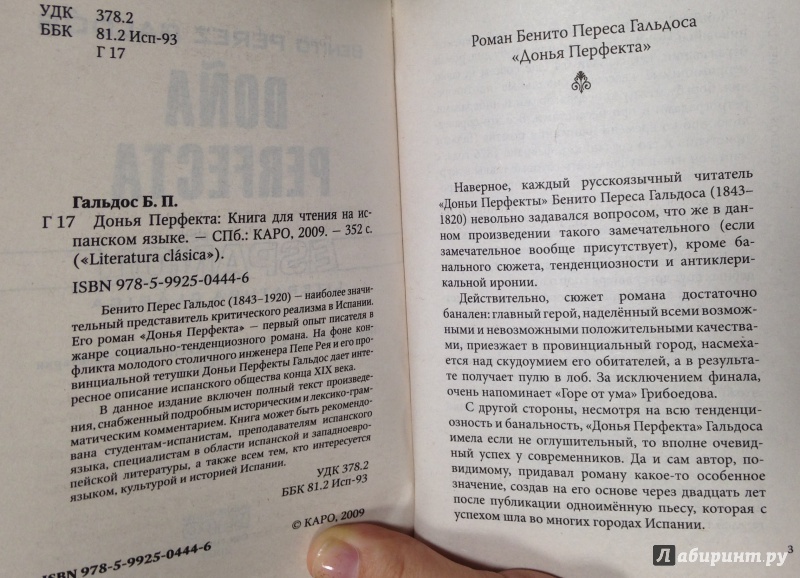 УДК 378.2
ББК 81.2 Исп-93
Г 17
БЕНИТО ПЕРЕС
DOÑA
PERFECTA
Гальдос Б. П.
Г 17 Донья Перфекта: Книга для чтения на ис-
панском языке. — СПб.: КАРО, 2009. — 352 с.
(«Literatura clásica»).
ISBN 978-5-9925-0444-6
Бенито Перес Гальдос (1843–1920) — наиболее значи-
тельный представитель критического реализма в Испании.
Его роман «Донья Перфекта» — первый опыт писателя в
жанре социально-тенденциозного романа. На фоне кон-
фликта молодого столичного инженера Пепе Рея и его про-
винциальной тетушки Доньи Перфекты Гальдос дает инте-
ресное описание испанского общества конца XIX века.
В данное издание включен полный текст произведе-
ния, снабженный подробным историческим и лексико-грам-
матическим комментарием. Книга может быть рекомендо-
вана студентам-испанистам, преподавателям испанского
языка, специалистам в области испанской и западноевро-
пейской литературы, а также всем тем, кто интересуется
языком, культурой и историей Испании.
УДК 378.2
ББК 81.2 Исп-93
© КАРО, 2009
ISBN 978-5-9925-0444-6
Роман Бенито Переса Гальдоса
«Донья Перфекта»
Наверное, каждый русскоязычный читатель
«Доньи Перфекты» Бенито Переса Гальдоса (1843–
1820) невольно задавался вопросом, что же в дан-
ном произведении такого замечательного (если
замечательное вообще присутствует), кроме ба-
нального сюжета, тенденциозности и антиклери-
кальной иронии.
Действительно, сюжет романа достаточно
банален: главный герой, наделённый всеми возмож-
ными и невозможными положительными качества-
ми, приезжает в провинциальный город, насмеха-
ется над скудоумием его обитателей, а в результа-
те получает пулю в лоб. За исключением финала,
очень напоминает «Горе от ума» Грибоедова.
С другой стороны, несмотря на всю тенденци-
озность и банальность, «Донья Перфекта» Гальдоса
имела если не оглушительный, то вполне очевид-
ный успех у современников. Да и сам автор, по-
видимому, придавал роману какое-то особенное
значение, создав на его основе через двадцать лет
после публикации одноимённую пьесу, которая с
успехом шла во многих городах Испании.
3
Лабиринт.ру